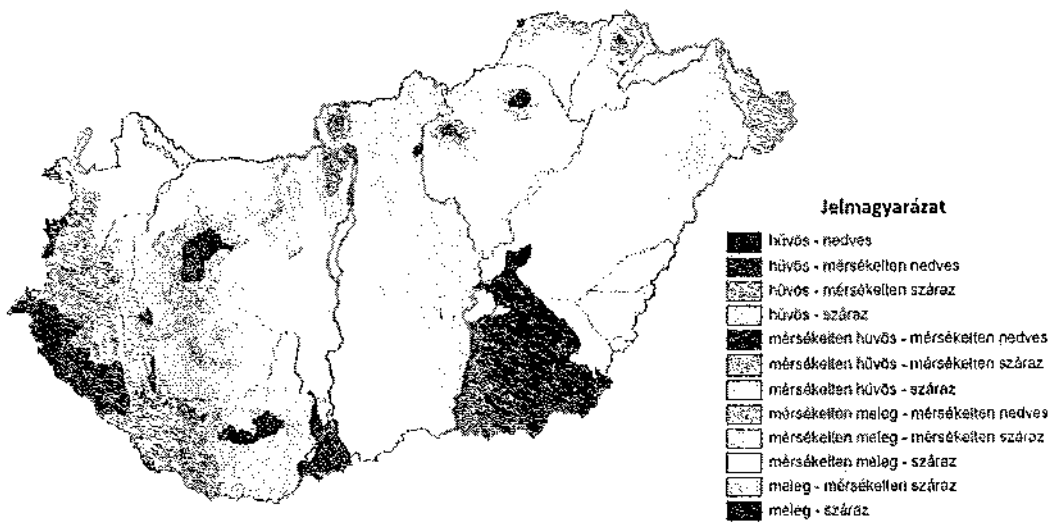 Jelmagyarázat
hűvös - nedves
hűvös - mérsékelten nedves
hűvös - mérsékelten száraz
hűvös - száraz
mérsékelten hűvös - mérsékelten nedves
mérsékelten hűvös - mérsékelten száraz
mérsékelten hűvös - száraz
mérsékelten meleg - mérsékelten nedves
mérsékelten meleg - mérsékelten száraz
mérsékelten meleg - száraz
meleg - mérsékelten száraz
meleg - száraz